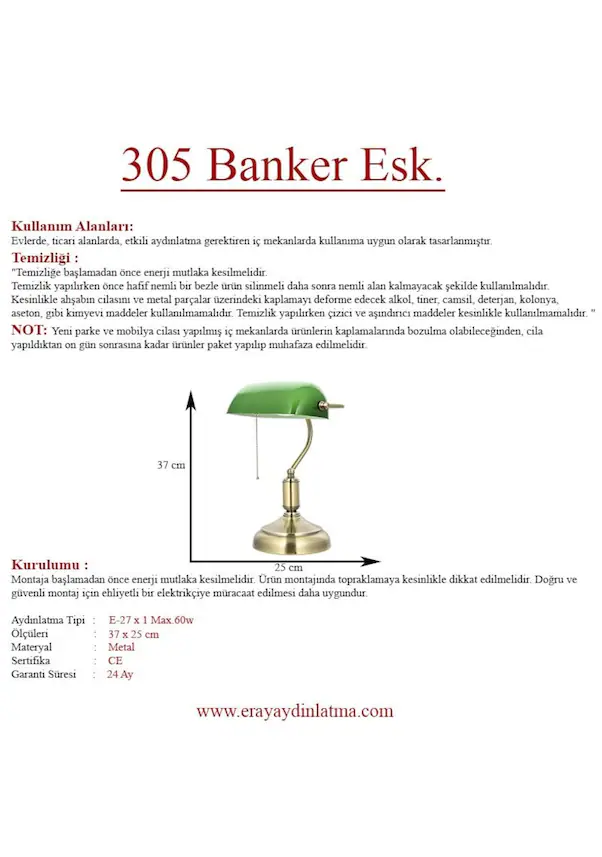 305 Banker Esk.
Kullanım Alanları:
Evlerde, ticari alanlarda, etkili aydınlatma gerektiren iç mekanlarda kullanıma uygun olarak tasarlanmıştır.
Temizliği :
"Temizliğe başlamadan önce enerji mutlaka kesilmelidir.
Temizlik yapılırken önce hafif nemli bir bezle ürün silinmeli daha sonra nemli alan kalmayacak şekilde kullanılmalıdır.
Kesinlikle ahşabın cilasını ve metal parçalar üzerindeki kaplamayı deforme edecek alkol, tiner, camsil, deterjan, kolonya,
aseton, gibi kimyevi maddeler kullanılmamalıdır. Temizlik yapılırken çizici ve aşındırıcı maddeler kesinlikle kullanılmamalıdır. "
NOT: Yeni parke ve mobilya cilası yapılmış iç mekanlarda ürünlerin kaplamalarında bozulma olabileceğinden, cila
yapıldıktan on gün sonrasına kadar ürünler paket yapılıp muhafaza edilmelidir.
37 cm
25 cm
Kurulumu :
Montaja başlamadan önce enerji mutlaka kesilmelidir. Ürün montajında topraklamaya kesinlikle dikkat edilmelidir. Doğru ve
güvenli montaj için ehliyetli bir elektrikçiye müracaat edilmesi daha uygundur.
Aydınlatma Tipi : E-27 x 1 Max.60w
Ölçüleri : 37 x 25 cm
Materyal : Metal
Sertifika : CE
Garanti Süresi : 24 Ay
www.erayaydinlatma.com